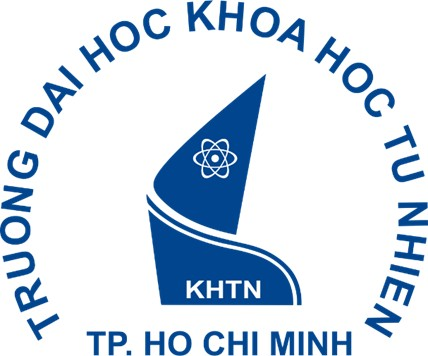 TRUONG DAI HOC KHOA HOC TU NHIEN
KHTN
TP. HO CHI MINH